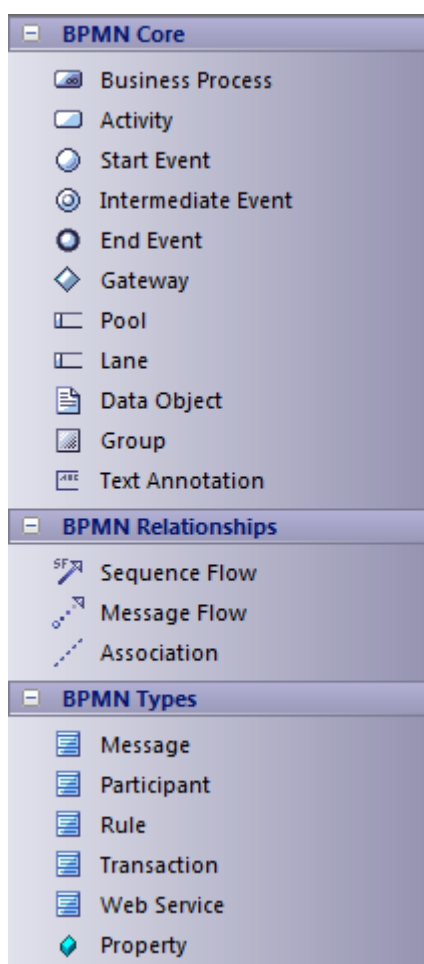 BPMN Core
Business Process
Activity
Start Event
Intermediate Event
End Event
Gateway
Pool
Lane
Data Object
Group
Text Annotation
BPMN Relationships
SF
Sequence Flow
Message Flow
Association
BPMN Types
Message
Participant
Rule
Transaction
Web Service
Property